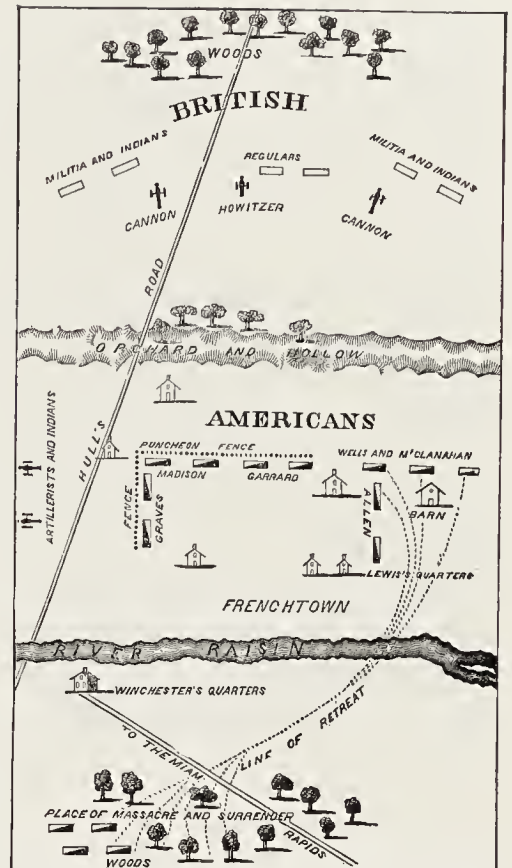 WOODS
BRITISH
MILITIA AND INDIANS
REGULARS
MILITIA AND INDIANS
CANNON
HOWITZER
CANNON
HULL'S ROAD
ORCHARD AND HOLLOW
ARTILLERISTS AND INDIANS
AMERICANS
PUNCHEON FENCE
WELLS AND McCLANAHAN
MADISON
GARRARD
FENCE
GRAVES
ALLEN
BARN
LEWIS'S QUARTERS
FRENCHTOWN
RIVER RAISIN
WINCHESTER'S QUARTERS
LINE OF RETREAT
TO THE MIAMI RAPIDS
PLACE OF MASSACRE AND SURRENDER
WOODS